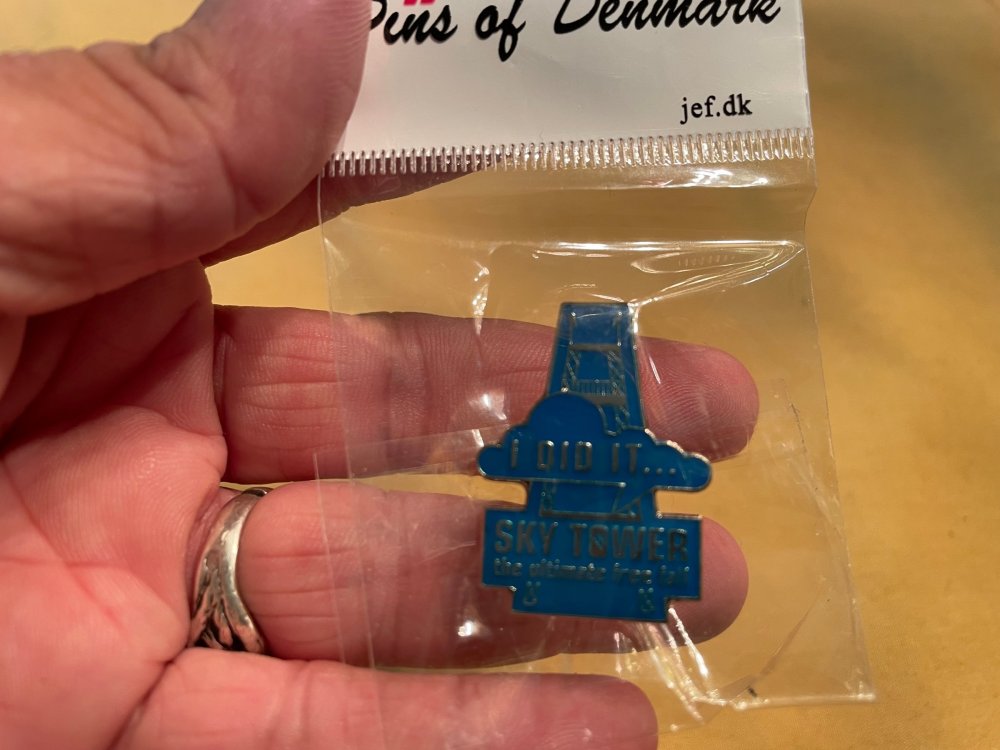 Pins of Denmark
jef.dk
I DID IT...
SKY TOWER
the ultimate free fall